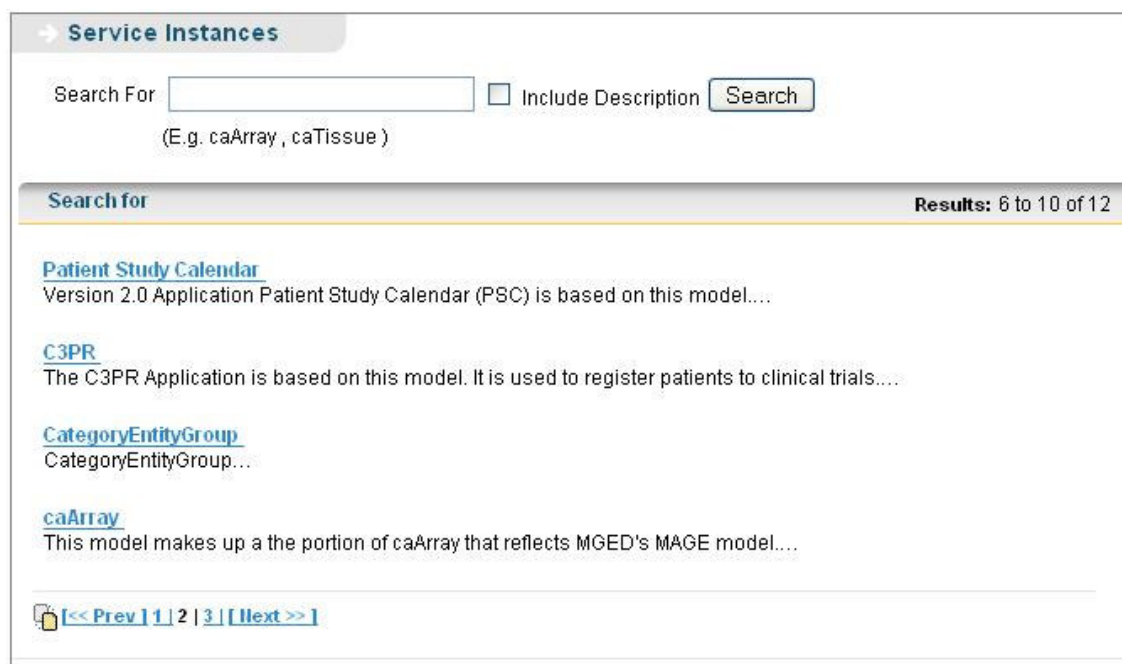 Service Instances
Search For Include Description Search
(E.g. caArray , caTissue )
Search for Results: 6 to 10 of 12
Patient Study Calendar
Version 2.0 Application Patient Study Calendar (PSC) is based on this model....
C3PR
The C3PR Application is based on this model. It is used to register patients to clinical trials....
CategoryEntityGroup
CategoryEntityGroup...
caArray
This model makes up a the portion of caArray that reflects MGED's MAGE model....
[<< Prev ] 1 | 2 | 3 | [ Next >> ]